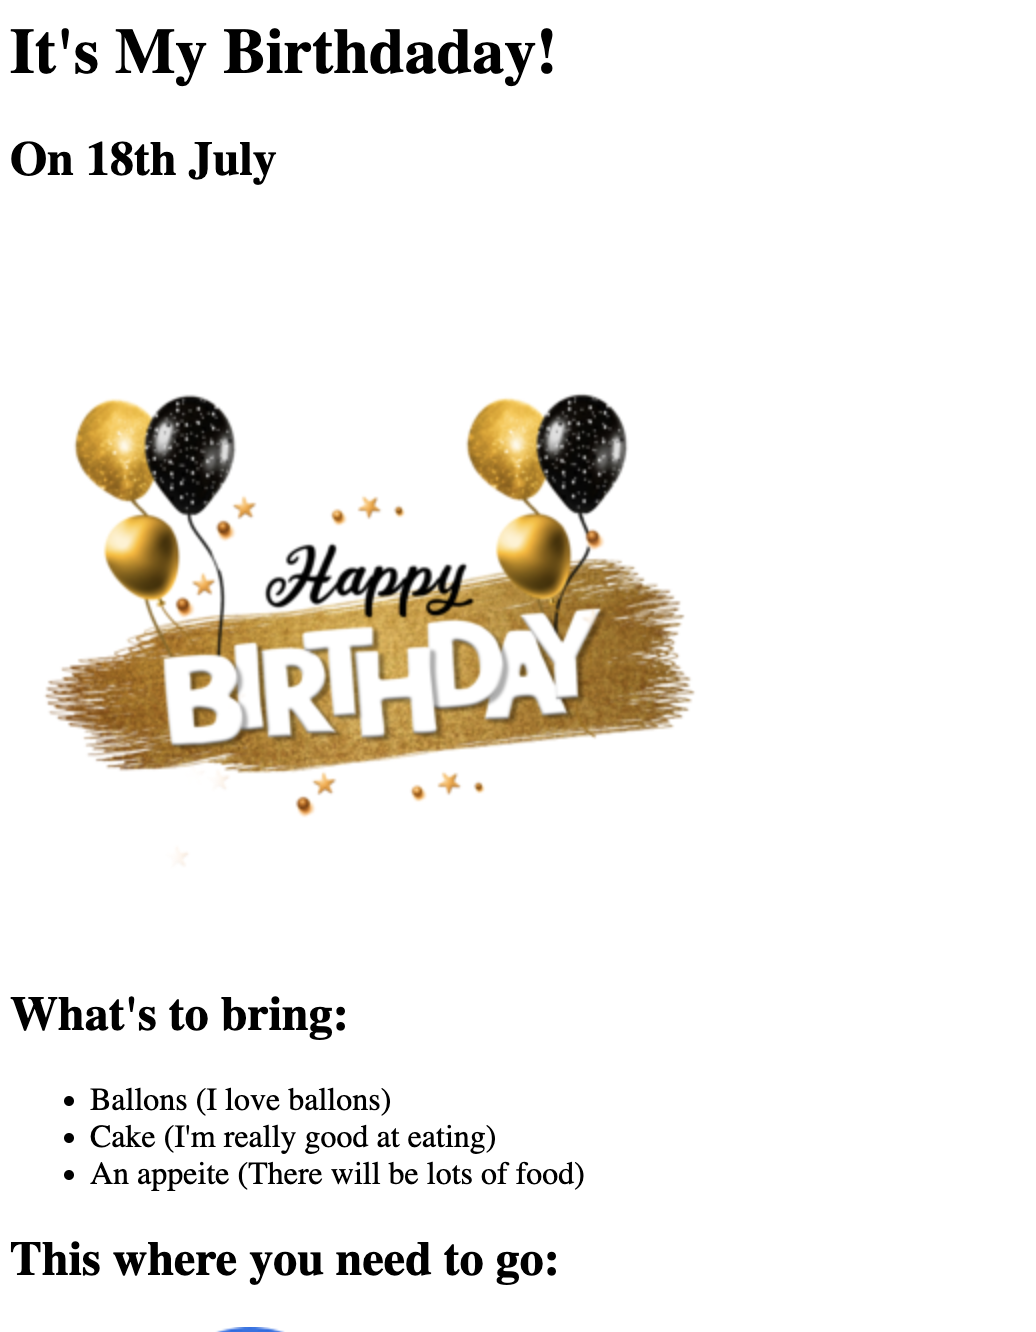 It's My Birthdaday!
On 18th July
Happy
BIRTHDAY
What's to bring:
Ballons (I love ballons)
Cake (I'm really good at eating)
An appeite (There will be lots of food)
This where you need to go: